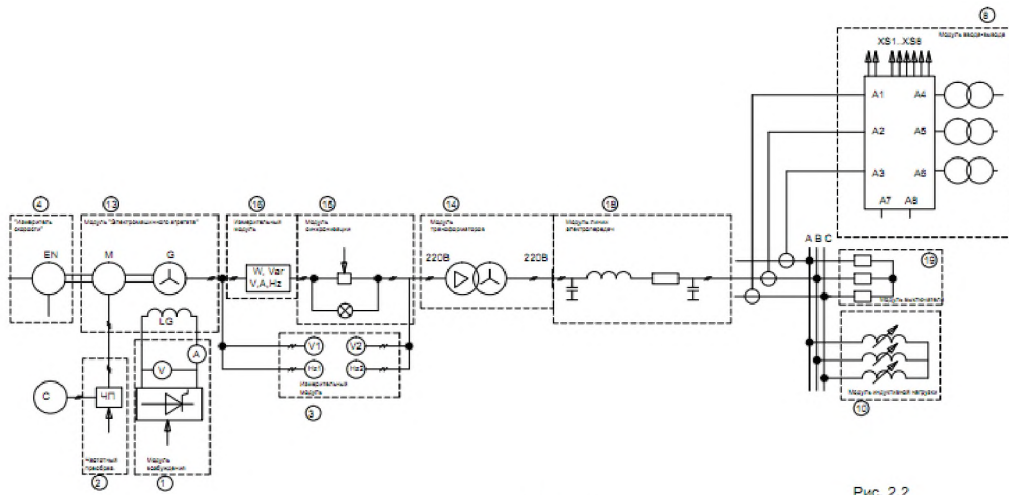 8
Модуль ввода-вывода
XS1..XS8
A1 A4
A2 A5
A3 A6
A7 A8
4
"Измеритель
скорости"
EN
13
Модуль "Электромашинного агрегата"
M G
16
Измерительный
модуль
W, Var
V,A,Hz
15
Модуль
синхронизации
14
Модуль
трансформаторов
220В 220В
18
Модуль линии
электропередач
A B C
19
Модуль выключателя
LG
A
V
C
ЧП
V1 V2
Hz1 Hz2
Измерительный
модуль
3
Модуль индуктивной нагрузки
10
Частотный
преобраз.
2
Модуль
возбуждения
1
Рис. 2.2